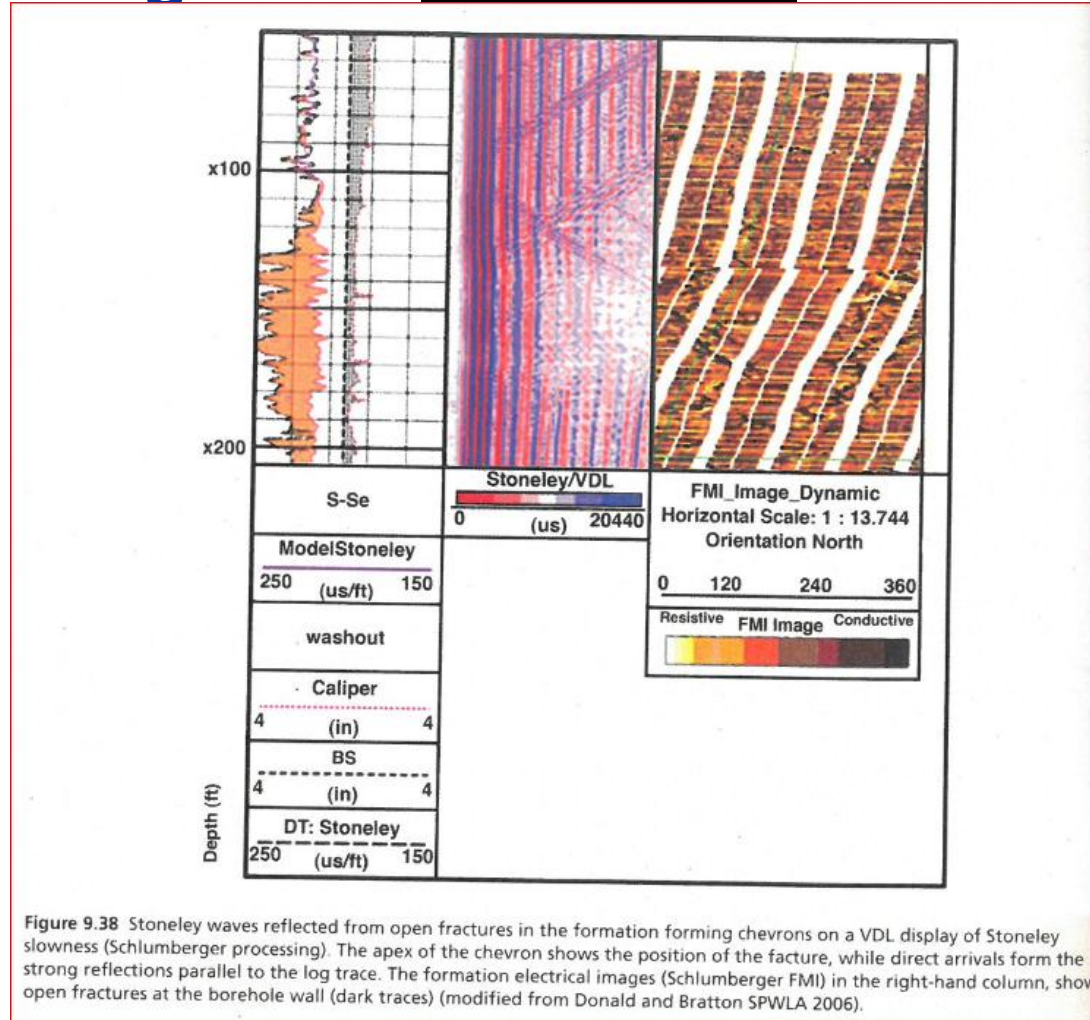 x100
x200
S-Se
ModelStoneley
250 (us/ft) 150
washout
Caliper
4 (in) 4
BS
4 (in) 4
DT: Stoneley
250 (us/ft) 150
Depth (ft)
Stoneley/VDL
0 (us) 20440
FMI_Image_Dynamic
Horizontal Scale: 1 : 13.744
Orientation North
0 120 240 360
Resistive FMI Image Conductive
Figure 9.38 Stoneley waves reflected from open fractures in the formation forming chevrons on a VDL display of Stoneley
slowness (Schlumberger processing). The apex of the chevron shows the position of the facture, while direct arrivals form the
strong reflections parallel to the log trace. The formation electrical images (Schlumberger FMI) in the right-hand column, show
open fractures at the borehole wall (dark traces) (modified from Donald and Bratton SPWLA 2006).